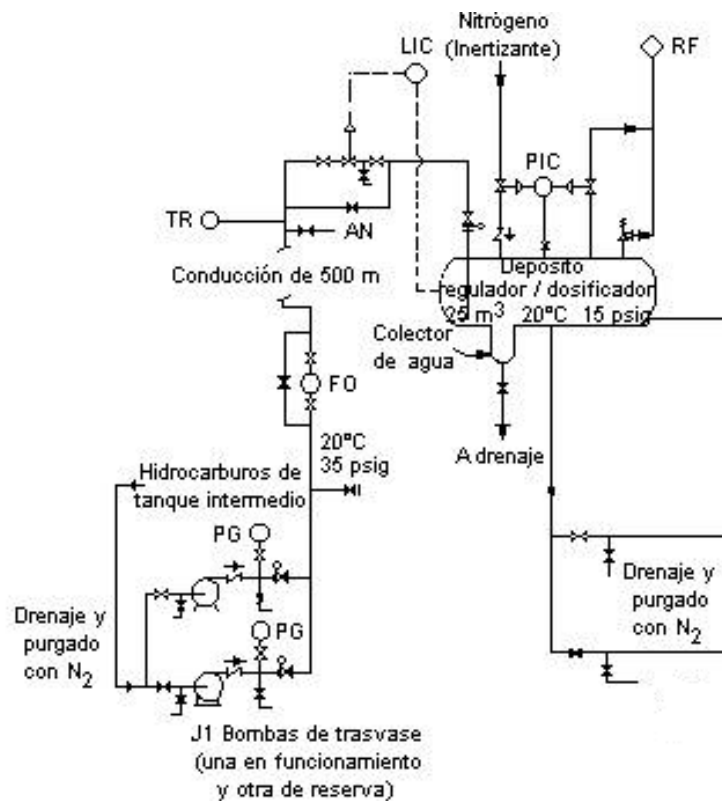 Nitrógeno
(Inertizante)
LIC
RF
PIC
TR
AN
Conducción de 500 m
Depósito
regulador / dosificador
25 m³ 20ºC 15 psig
Colector
de agua
FO
A drenaje
20ºC
35 psig
Hidrocarburos de
tanque intermedio
PG
Drenaje y
purgado
con N₂
PG
Drenaje y
purgado
con N₂
J1 Bombas de trasvase
(una en funcionamiento
y otra de reserva)